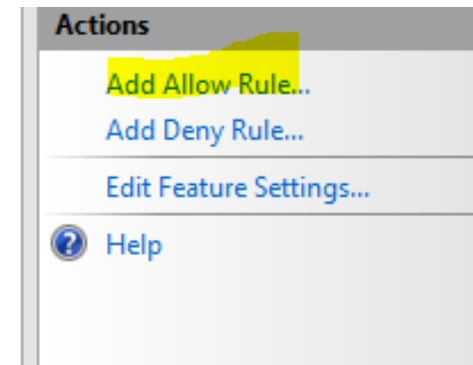 Actions
Add Allow Rule...
Add Deny Rule...
Edit Feature Settings...
Help